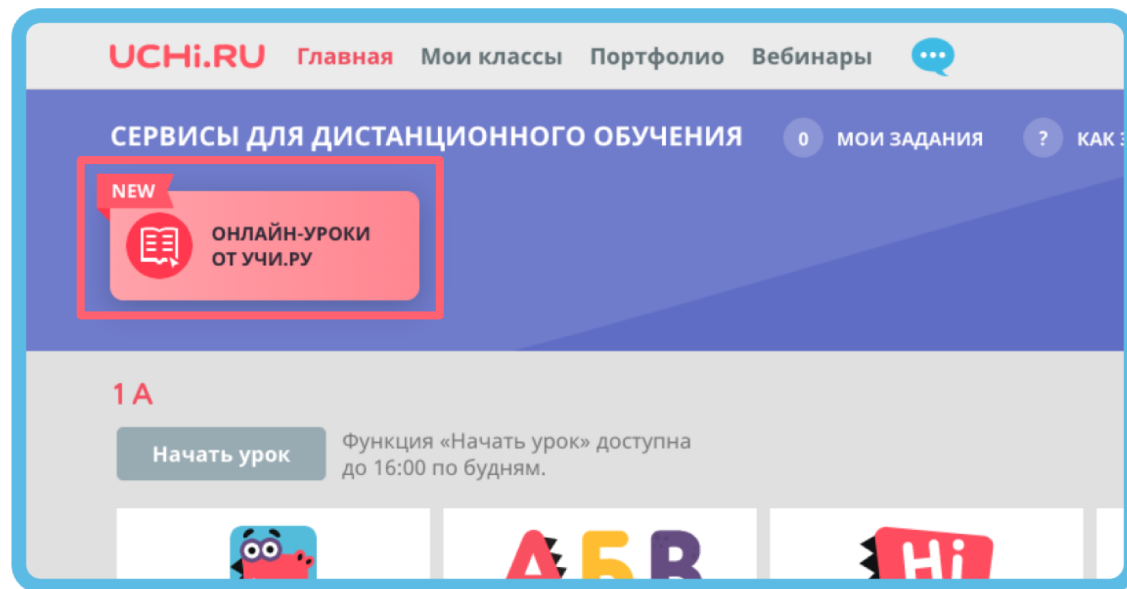 UCHi.RU Главная Мои классы Портфолио Вебинары
СЕРВИСЫ ДЛЯ ДИСТАНЦИОННОГО ОБУЧЕНИЯ 0 МОИ ЗАДАНИЯ ? КАК
NEW
ОНЛАЙН-УРОКИ
ОТ УЧИ.РУ
1 А
Начать урок
Функция «Начать урок» доступна
до 16:00 по будням.
А Б В
Hi